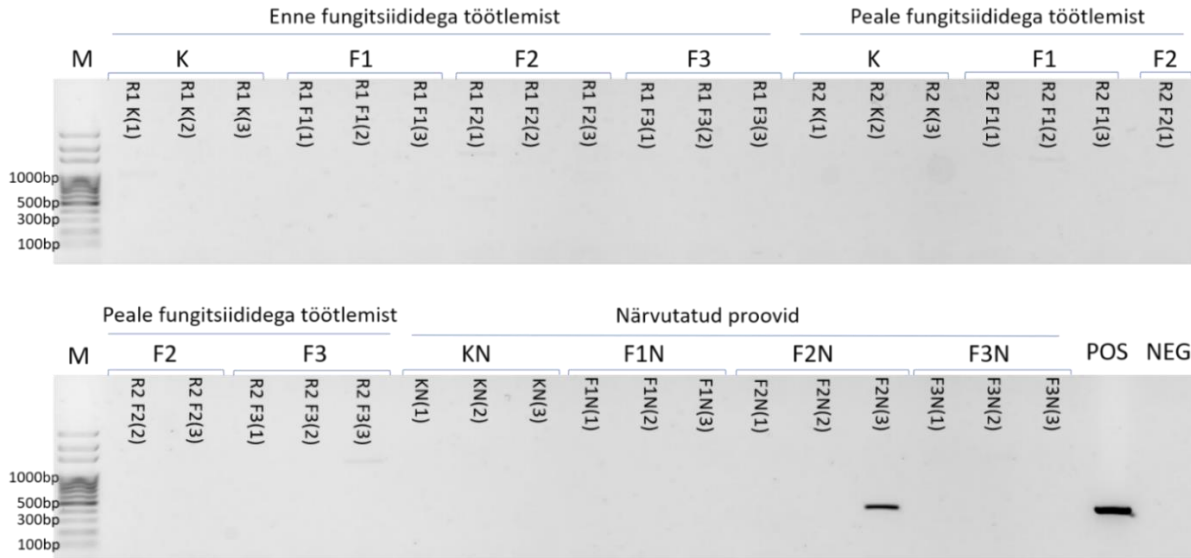 Enne fungitsiididega töötlemist Peale fungitsiididega töötlemist
M K F1 F2 F3 K F1 F2
R1 K(1) R1 K(2) R1 K(3) R1 F1(1) R1 F1(2) R1 F1(3) R1 F2(1) R1 F2(2) R1 F2(3) R1 F3(1) R1 F3(2) R1 F3(3) R2 K(1) R2 K(2) R2 K(3) R2 F1(1) R2 F1(2) R2 F1(3) R2 F2(1)
1000bp
500bp
300bp
100bp
Peale fungitsiididega töötlemist Närvutatud proovid
M F2 F3 KN F1N F2N F3N POS NEG
R2 F2(2) R2 F2(3) R2 F3(1) R2 F3(2) R2 F3(3) KN(1) KN(2) KN(3) F1N(1) F1N(2) F1N(3) F2N(1) F2N(2) F2N(3) F3N(1) F3N(2) F3N(3)
1000bp
500bp
300bp
100bp